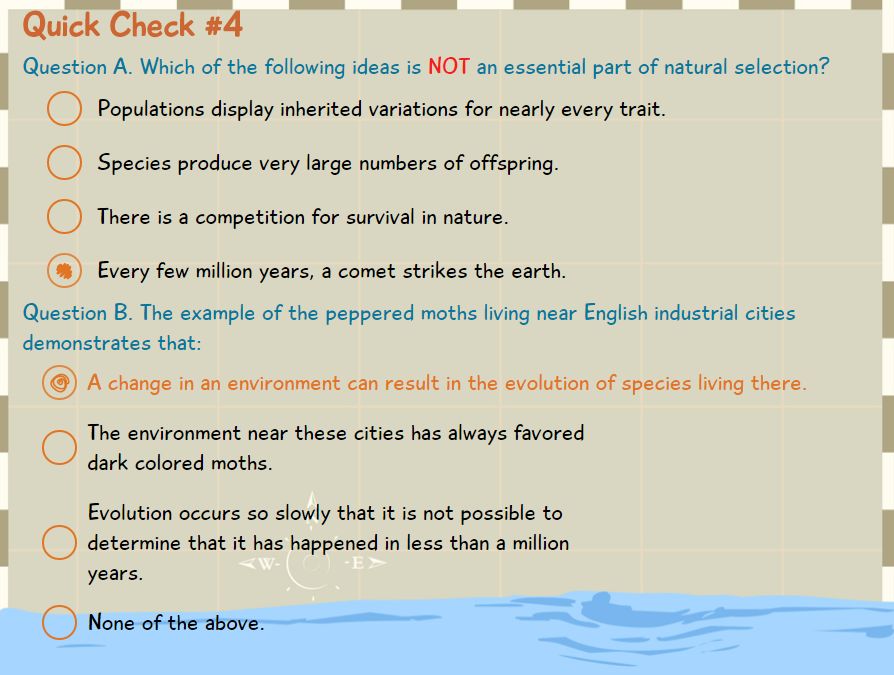 Quick Check #4
Question A. Which of the following ideas is NOT an essential part of natural selection?
Populations display inherited variations for nearly every trait.
Species produce very large numbers of offspring.
There is a competition for survival in nature.
Every few million years, a comet strikes the earth.
Question B. The example of the peppered moths living near English industrial cities
demonstrates that:
A change in an environment can result in the evolution of species living there.
The environment near these cities has always favored
dark colored moths.
Evolution occurs so slowly that it is not possible to
determine that it has happened in less than a million
W- -E
years.
None of the above.